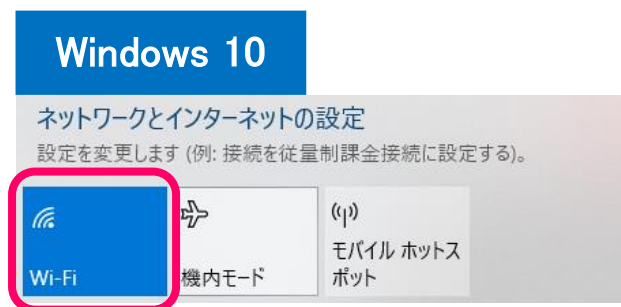 Windows 10
ネットワークとインターネットの設定
設定を変更します (例: 接続を従量制課金接続に設定する)。
Wi-Fi
機内モード
モバイル ホットス
ポット